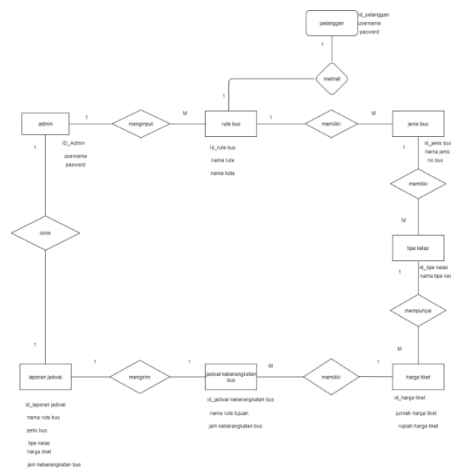 pelanggan
id_pelanggan
username
pasword
1
melihat
1
admin
1
menginput
M
rute bus
1
memiliki
M
jenis bus
ID_Admin
username
pasword
Id_rute bus
nama rute
nama kota
id_jenis bus
nama jenis
no bus
1
1
memiliki
M
tipe kelas
id_tipe kelas
nama tipe kel
1
mempunyai
M
1
laporan jadwal
1
mengirim
1
jadwal keberangkatan
bus
M
memiliki
1
harga tiket
id_laporan jadwal
nama rute bus
jenis bus
tipe kelas
harga tiket
jam keberangkatan bus
id_jadwal keberangkatan bus
nama rute tujuan
jam keberangkatan bus
id_harga tiket
jumlah harga tiket
rupiah harga tiket